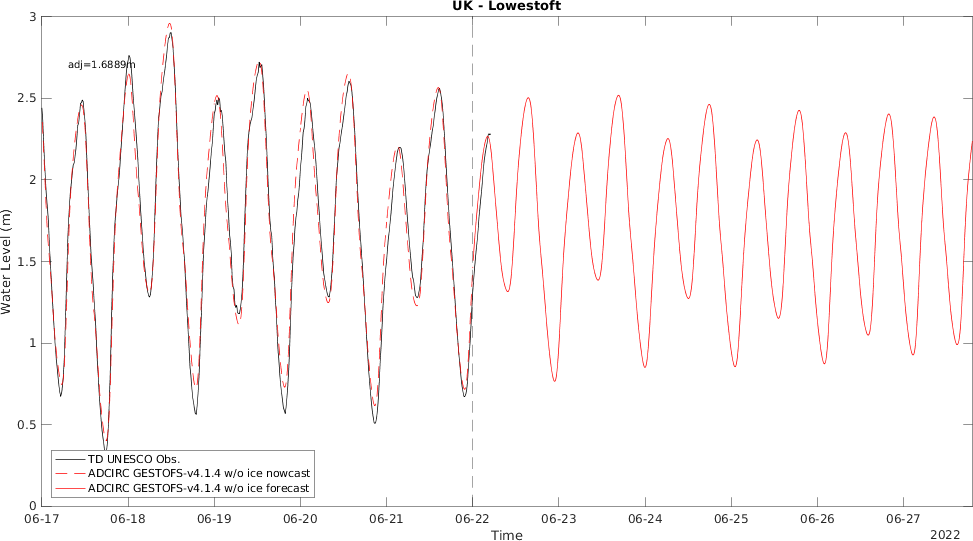 UK - Lowestoft
3
2.5
2
1.5
1
0.5
0
Water Level (m)
adj=1.6889m
TD UNESCO Obs.
ADCIRC GESTOFS-v4.1.4 w/o ice nowcast
ADCIRC GESTOFS-v4.1.4 w/o ice forecast
06-17 06-18 06-19 06-20 06-21 06-22 06-23 06-24 06-25 06-26 06-27
Time
2022